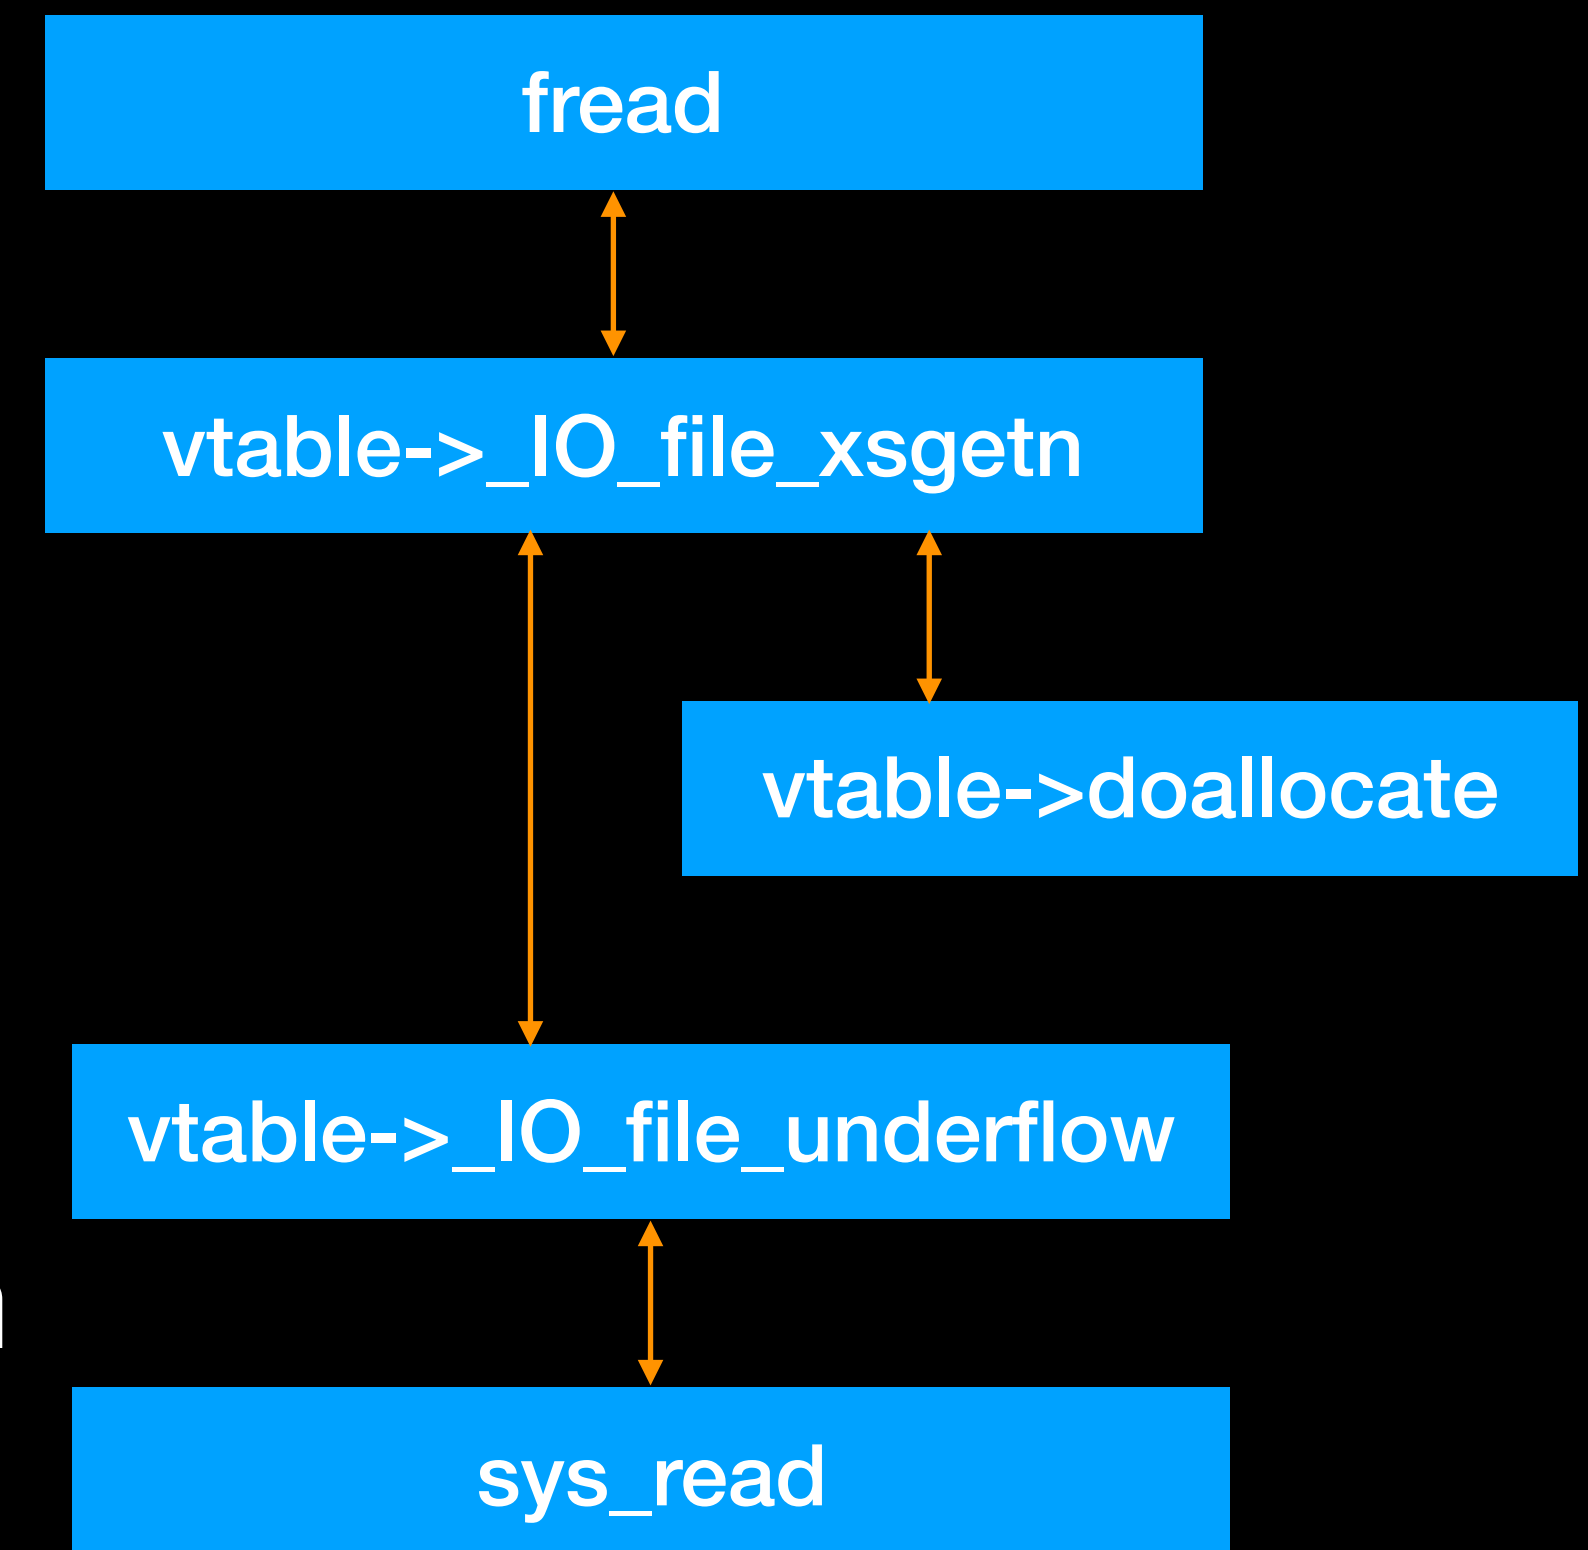 fread
vtable->_IO_file_xsgetn
vtable->doallocate
vtable->_IO_file_underflow
sys_read